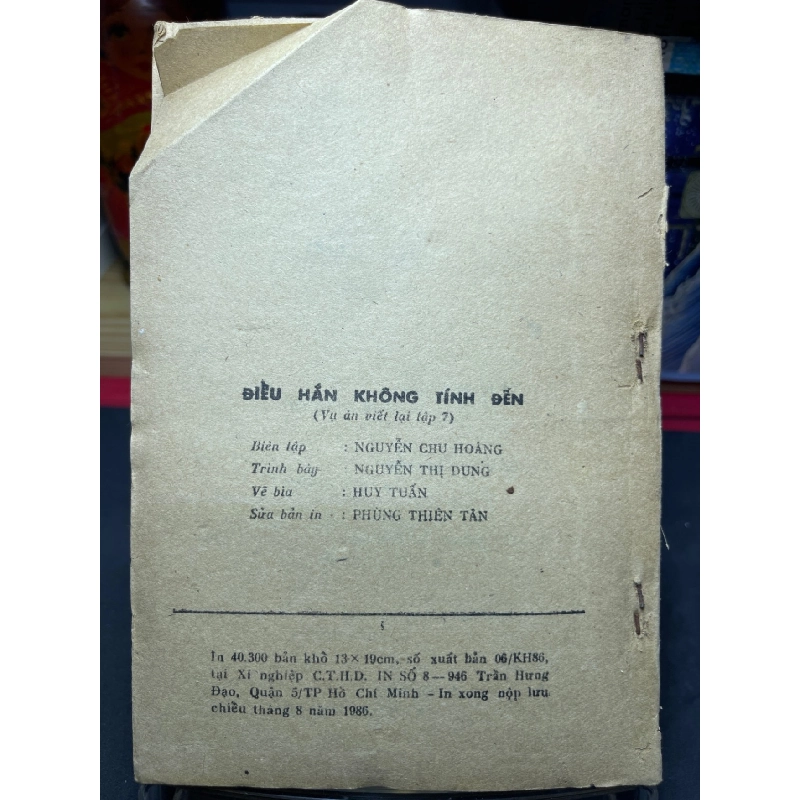 ĐIỀU HẮN KHÔNG TÍNH ĐẾN
(Vụ án viết lại tập 7)
Biên tập : NGUYỄN CHU HOÀNG
Trình bày : NGUYỄN THỊ DUNG
Vẽ bìa : HUY TUẤN
Sửa bản in : PHÙNG THIÊN TÂN
In 40.300 bản khổ 13×19cm, số xuất bản 06/KH86,
tại Xí nghiệp C.T.H.D. IN SỐ 8—946 Trần Hưng
Đạo, Quận 5/TP Hồ Chí Minh - In xong nộp lưu
chiều tháng 8 năm 1986.